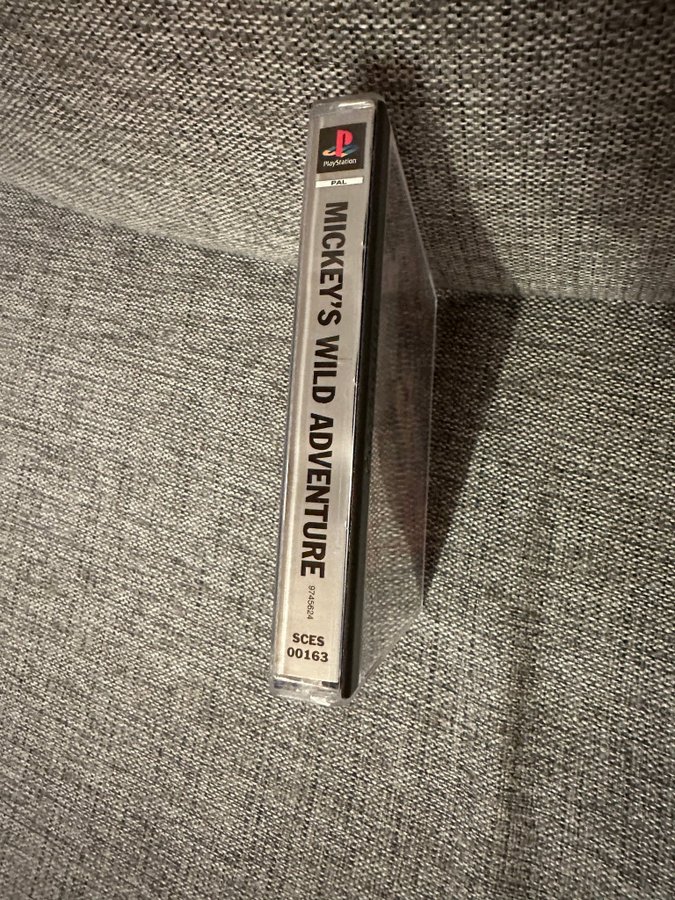 PlayStation
PAL
MICKEY'S WILD ADVENTURE
9745624
SCES
00163